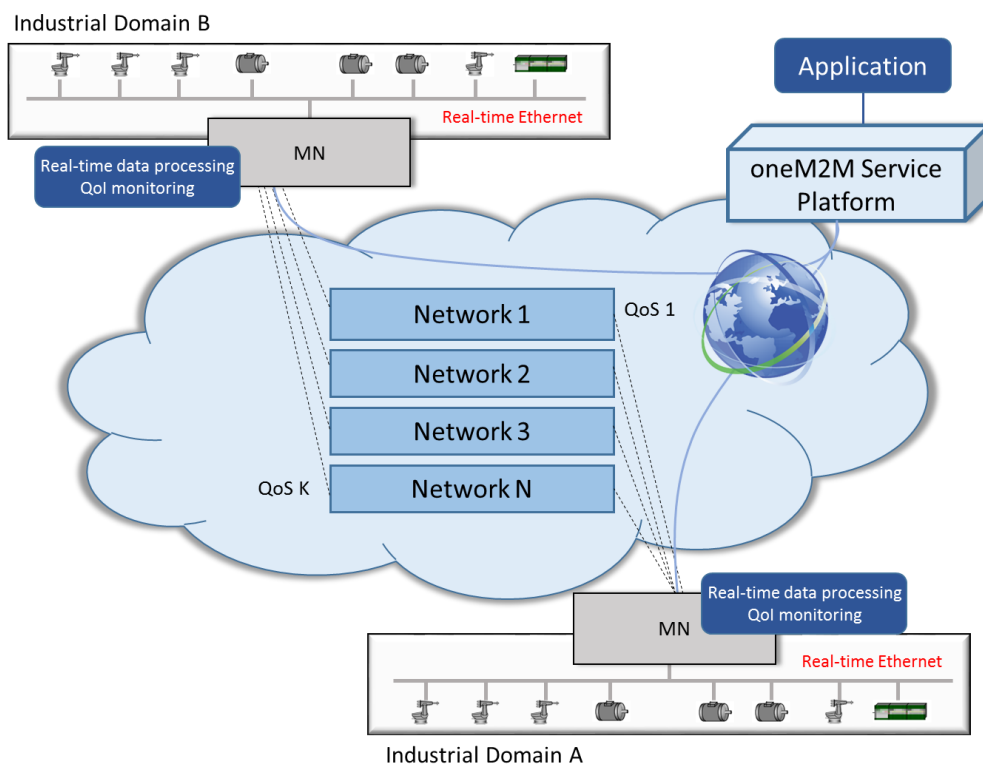 Industrial Domain B
Real-time Ethernet
MN
Real-time data processing
QoI monitoring
Application
oneM2M Service
Platform
Network 1
QoS 1
Network 2
Network 3
QoS K
Network N
Real-time data processing
QoI monitoring
MN
Real-time Ethernet
Industrial Domain A